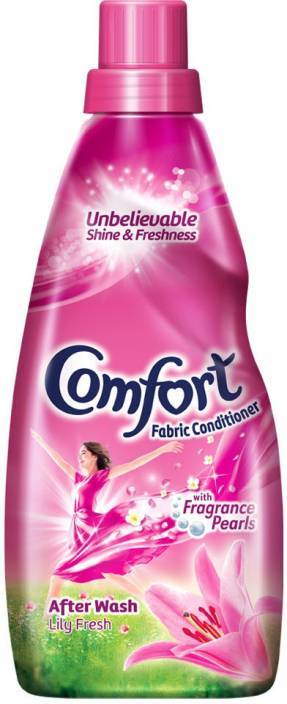 Unbelievable
Shine & Freshness
Comfort
Fabric Conditioner
with
Fragrance
Pearls
After Wash
Lily Fresh